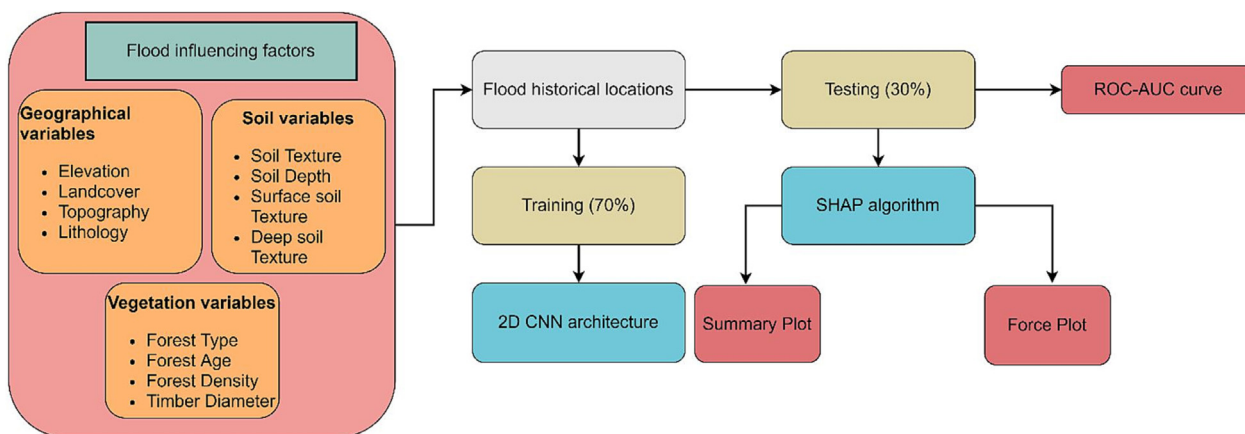 Flood influencing factors
Geographical
variables
• Elevation
• Landcover
• Topography
• Lithology
Soil variables
• Soil Texture
• Soil Depth
• Surface soil
Texture
• Deep soil
Texture
Vegetation variables
• Forest Type
• Forest Age
• Forest Density
• Timber Diameter
Flood historical locations
Testing (30%)
ROC-AUC curve
Training (70%)
SHAP algorithm
2D CNN architecture
Summary Plot
Force Plot